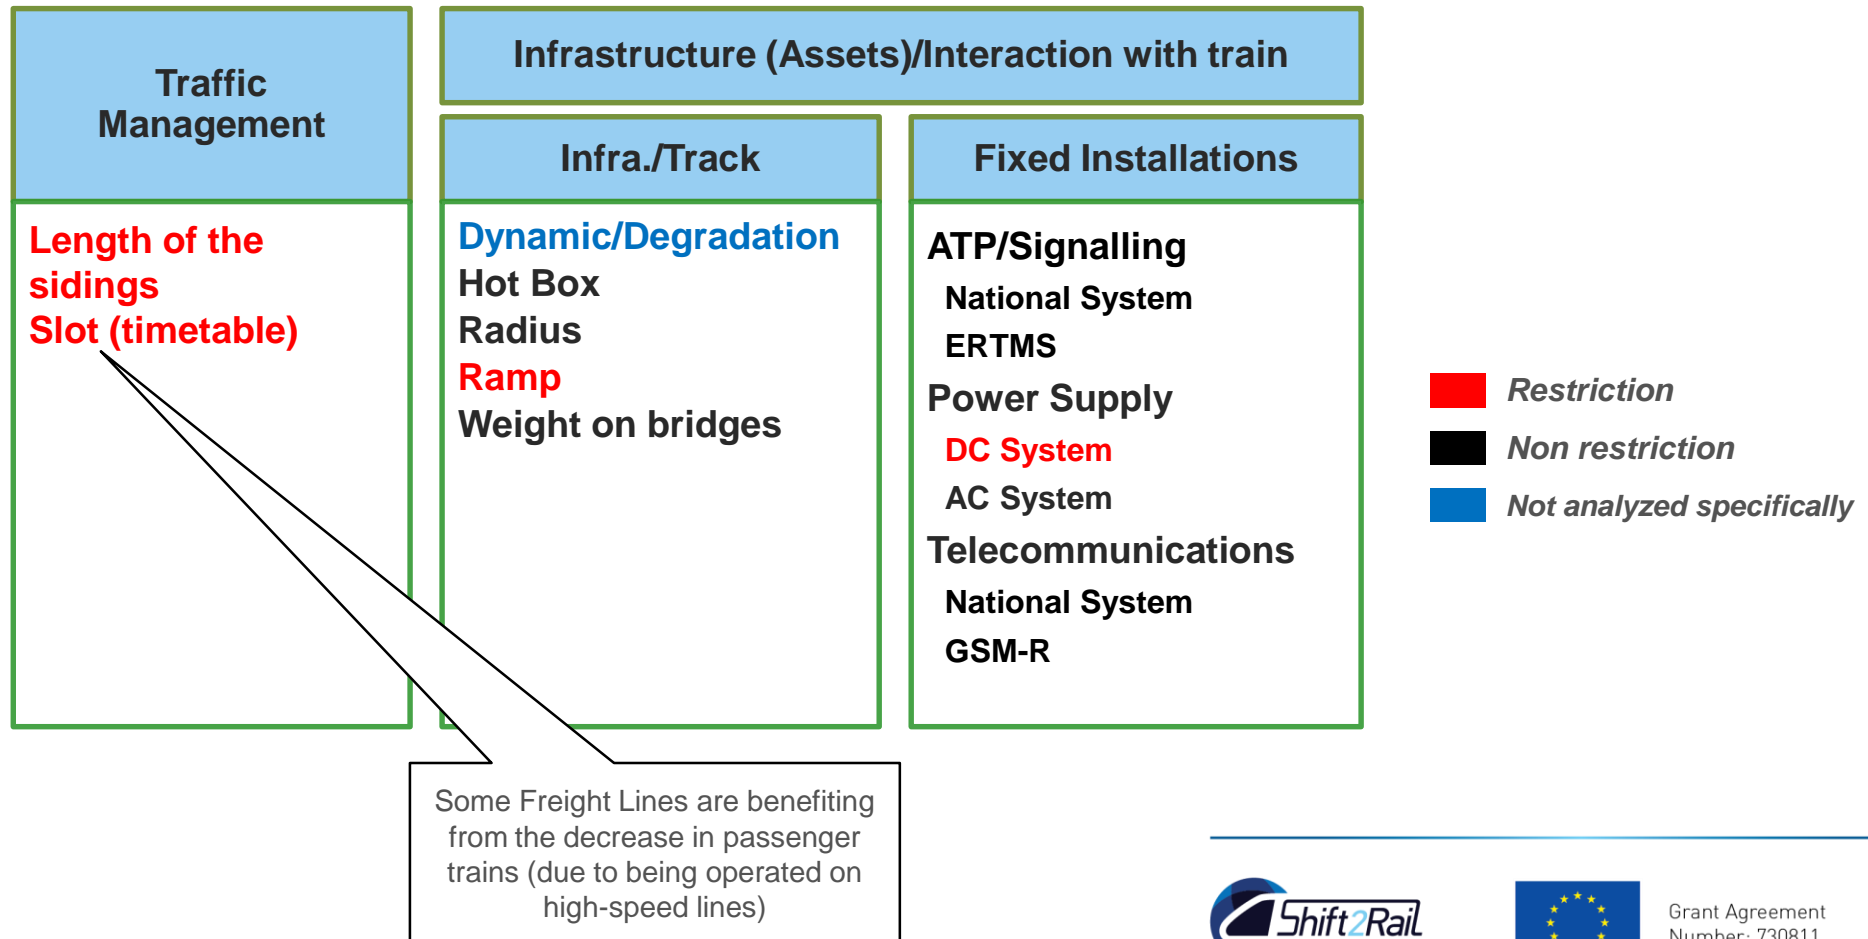 Traffic
Management
Infrastructure (Assets)/Interaction with train
Infra./Track
Fixed Installations
Length of the
sidings
Slot (timetable)
Dynamic/Degradation
Hot Box
Radius
Ramp
Weight on bridges
ATP/Signalling
National System
ERTMS
Power Supply
DC System
AC System
Telecommunications
National System
GSM-R
Restriction
Non restriction
Not analyzed specifically
Some Freight Lines are benefiting
from the decrease in passenger
trains (due to being operated on
high-speed lines)
Shift2Rail
Grant Agreement
Number: 730811